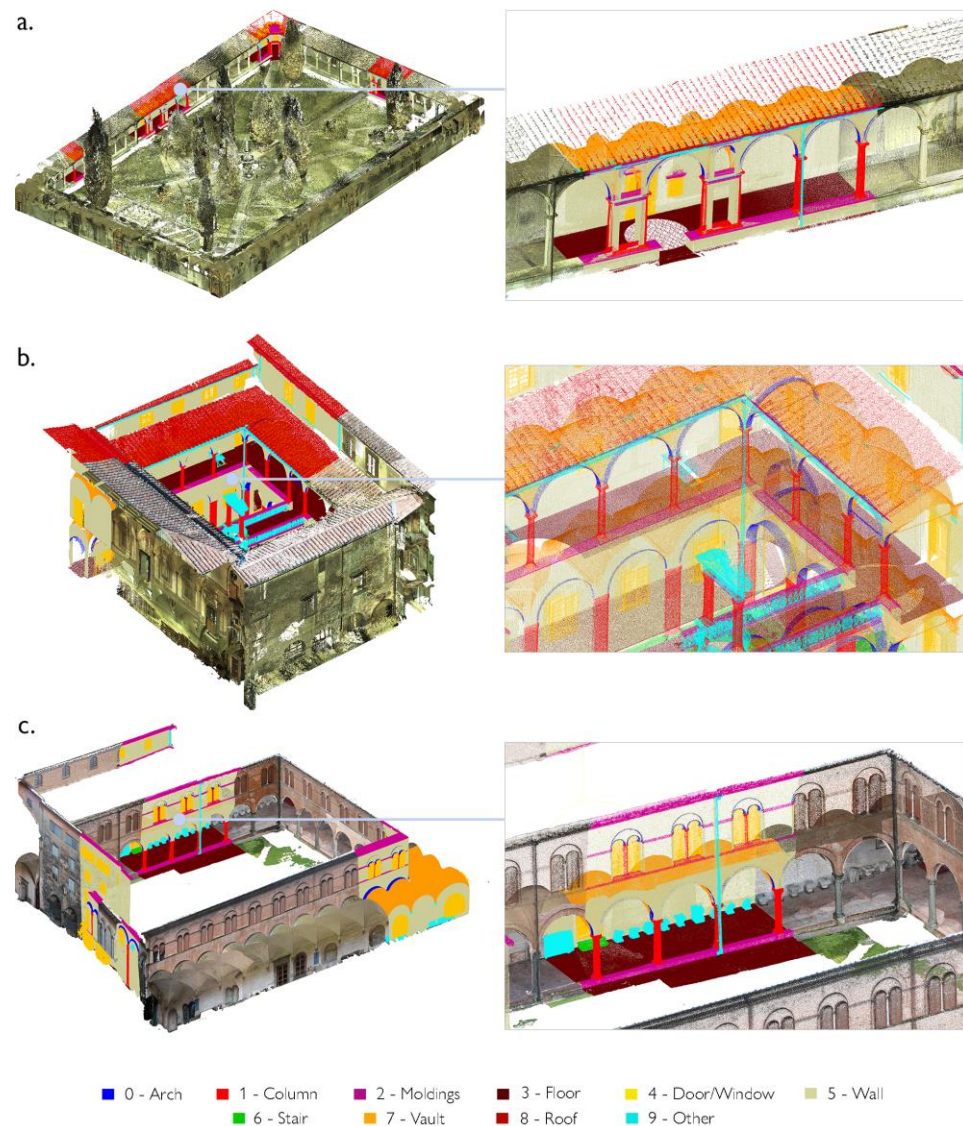 a.
b.
c.
0 - Arch 1 - Column 2 - Moldings 3 - Floor 4 - Door/Window 5 - Wall
6 - Stair 7 - Vault 8 - Roof 9 - Other